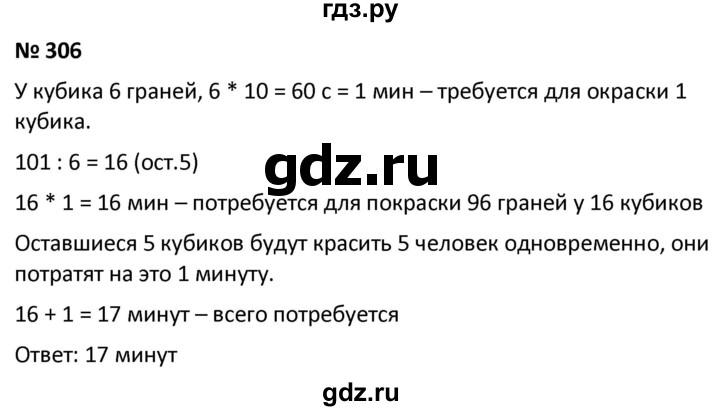 гдз.ру
№ 306
У кубика 6 граней, 6 * 10 = 60 с = 1 мин – требуется для окраски 1
кубика.
101 : 6 = 16 (ост.5)
gdz.ru
16 * 1 = 16 мин – потребуется для покраски 96 граней у 16 кубиков
Оставшиеся 5 кубиков будут красить 5 человек одновременно, они
потратят на это 1 минуту.
16 + 1 = 17 минут – всего потребуется
Ответ: 17 минут
gdz.ru